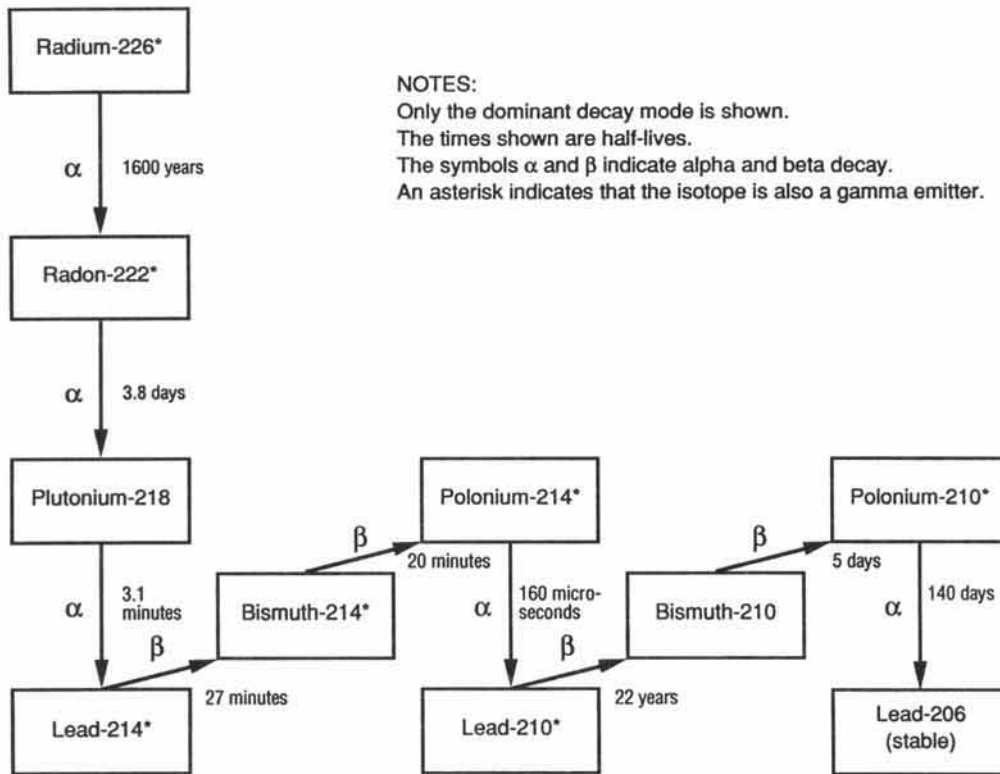 Radium-226*
NOTES:
Only the dominant decay mode is shown.
The times shown are half-lives.
The symbols α and β indicate alpha and beta decay.
An asterisk indicates that the isotope is also a gamma emitter.
α
1600 years
Radon-222*
α
3.8 days
Plutonium-218
Polonium-214*
Polonium-210*
β
20 minutes
β
5 days
α
3.1
minutes
Bismuth-214*
α
160 micro-
seconds
Bismuth-210
α
140 days
β
27 minutes
β
22 years
Lead-214*
Lead-210*
Lead-206
(stable)